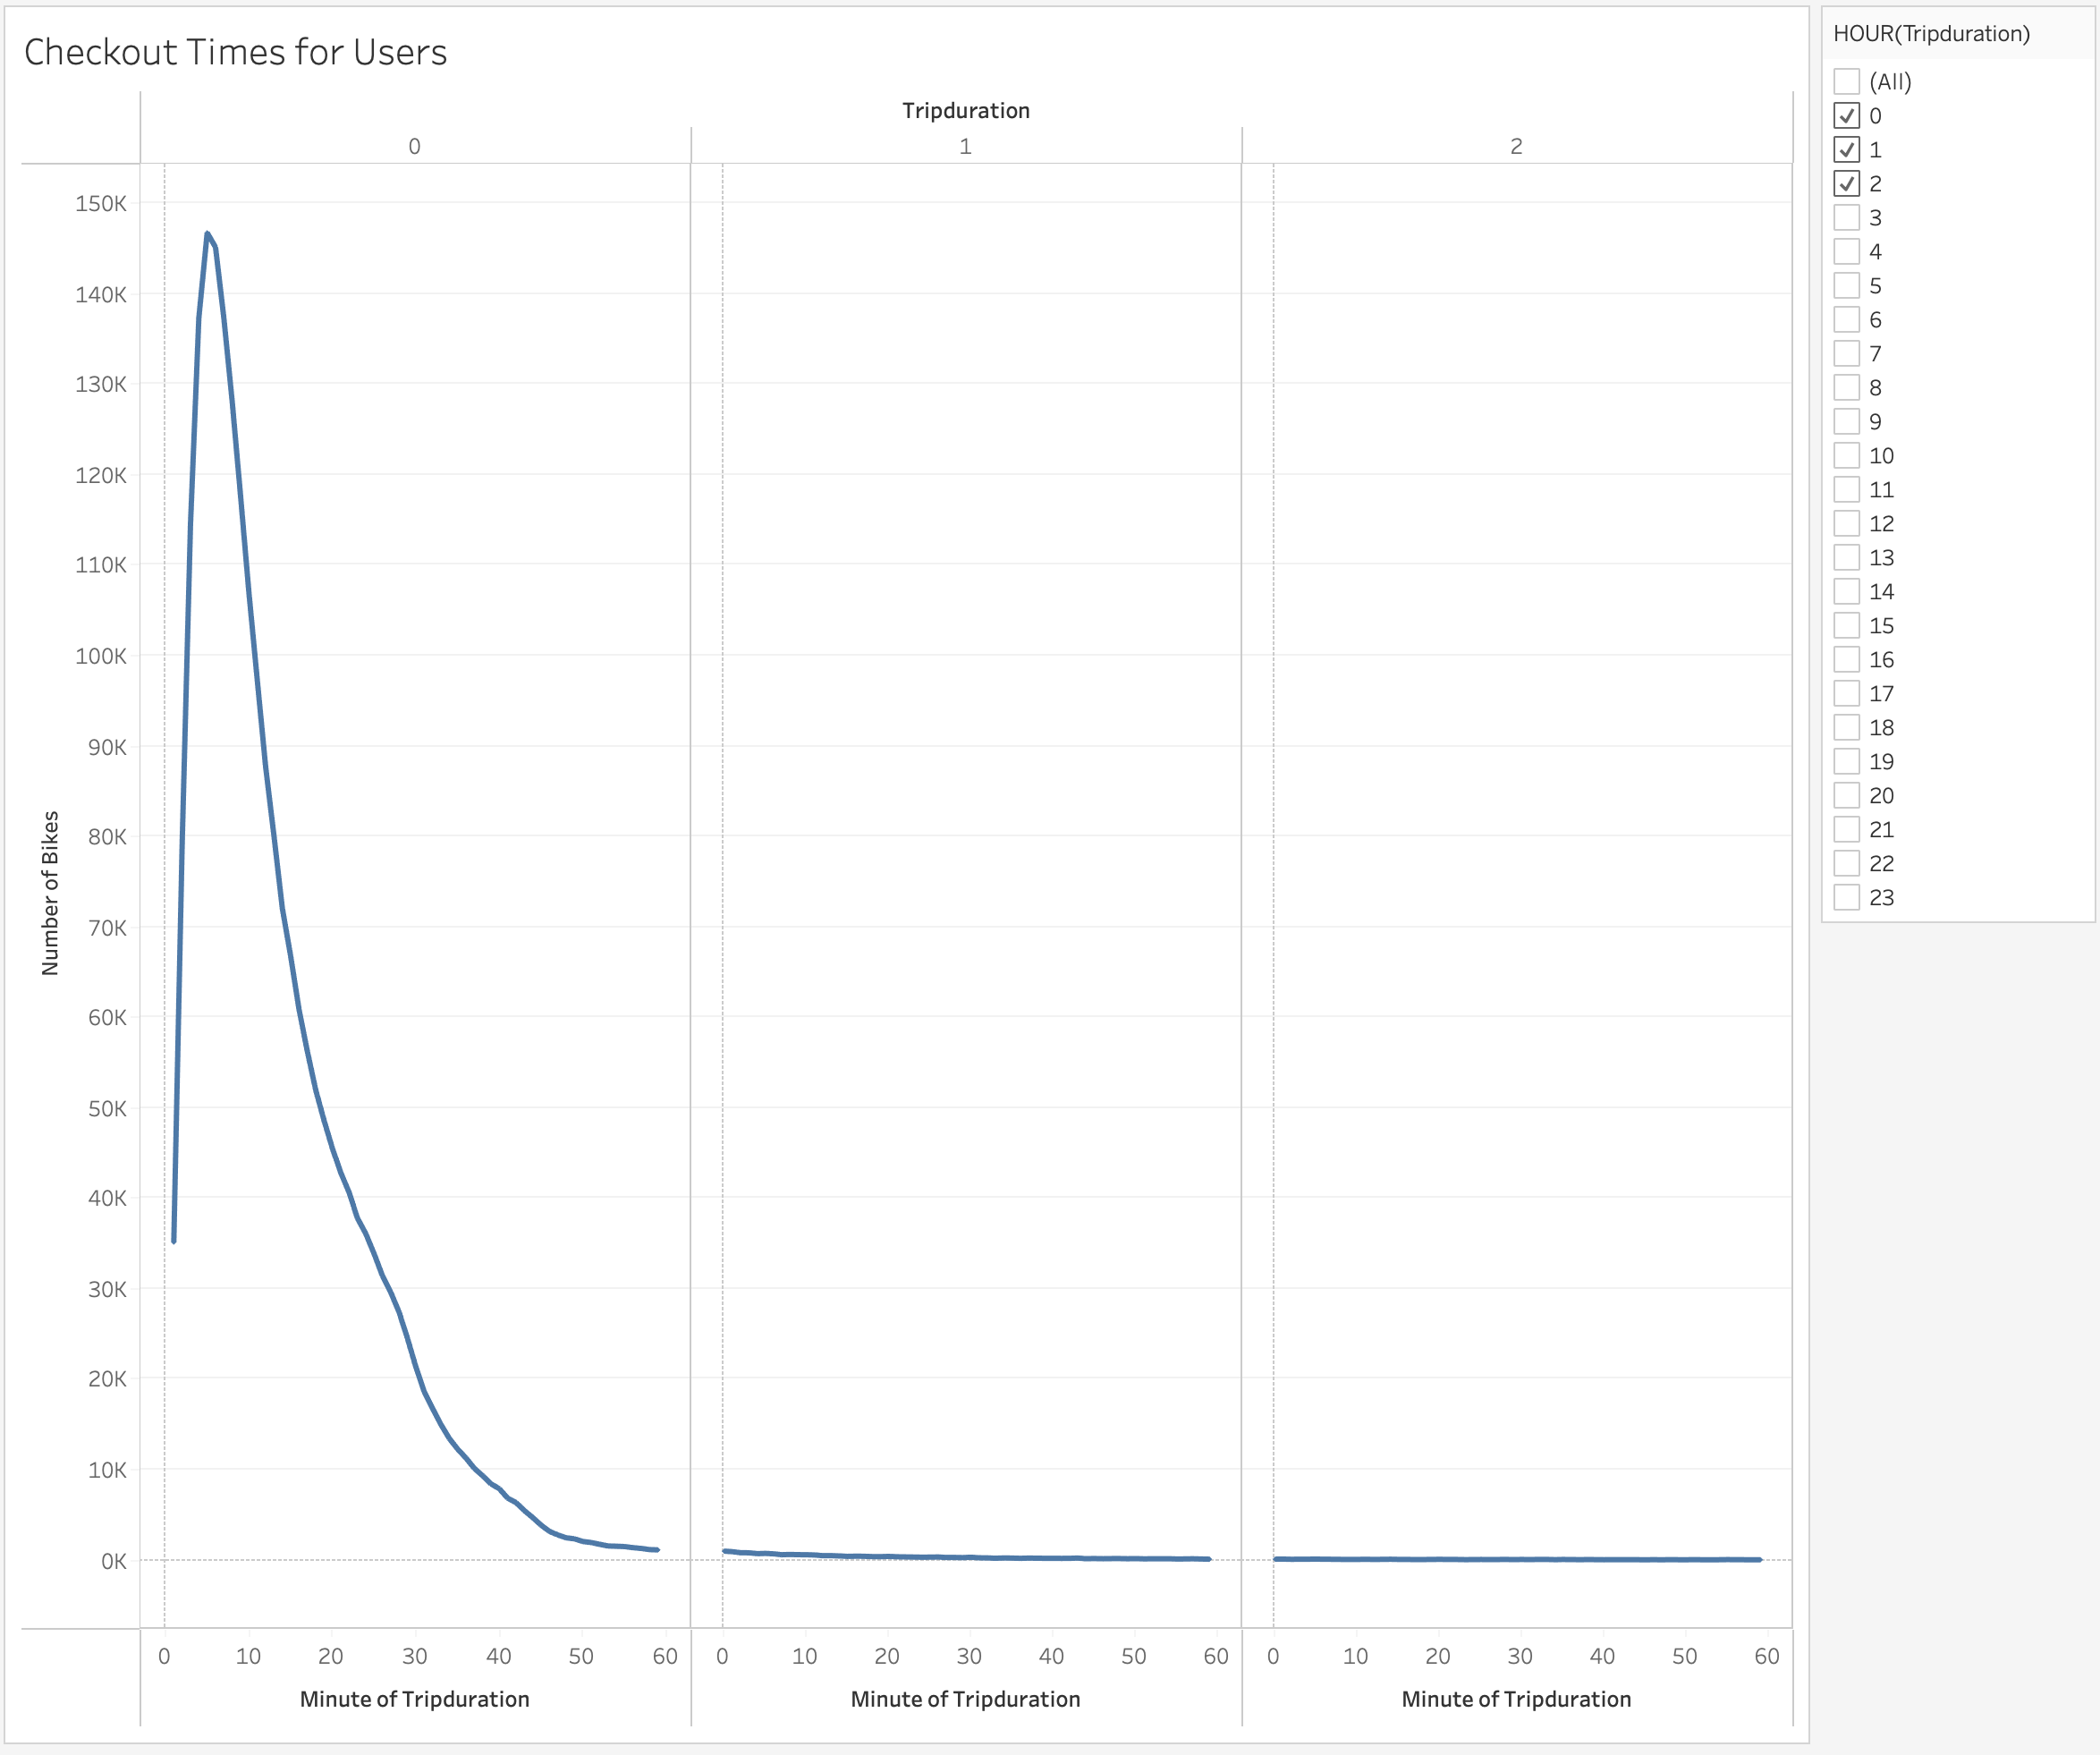 Checkout Times for Users
Tripduration
0 1 2
150K
140K
130K
120K
110K
100K
90K
80K
70K
60K
50K
40K
30K
20K
10K
0K
Number of Bikes
0 10 20 30 40 50 60 0 10 20 30 40 50 60 0 10 20 30 40 50 60
Minute of Tripduration Minute of Tripduration Minute of Tripduration
HOUR(Tripduration)
(All)
0
1
2
3
4
5
6
7
8
9
10
11
12
13
14
15
16
17
18
19
20
21
22
23